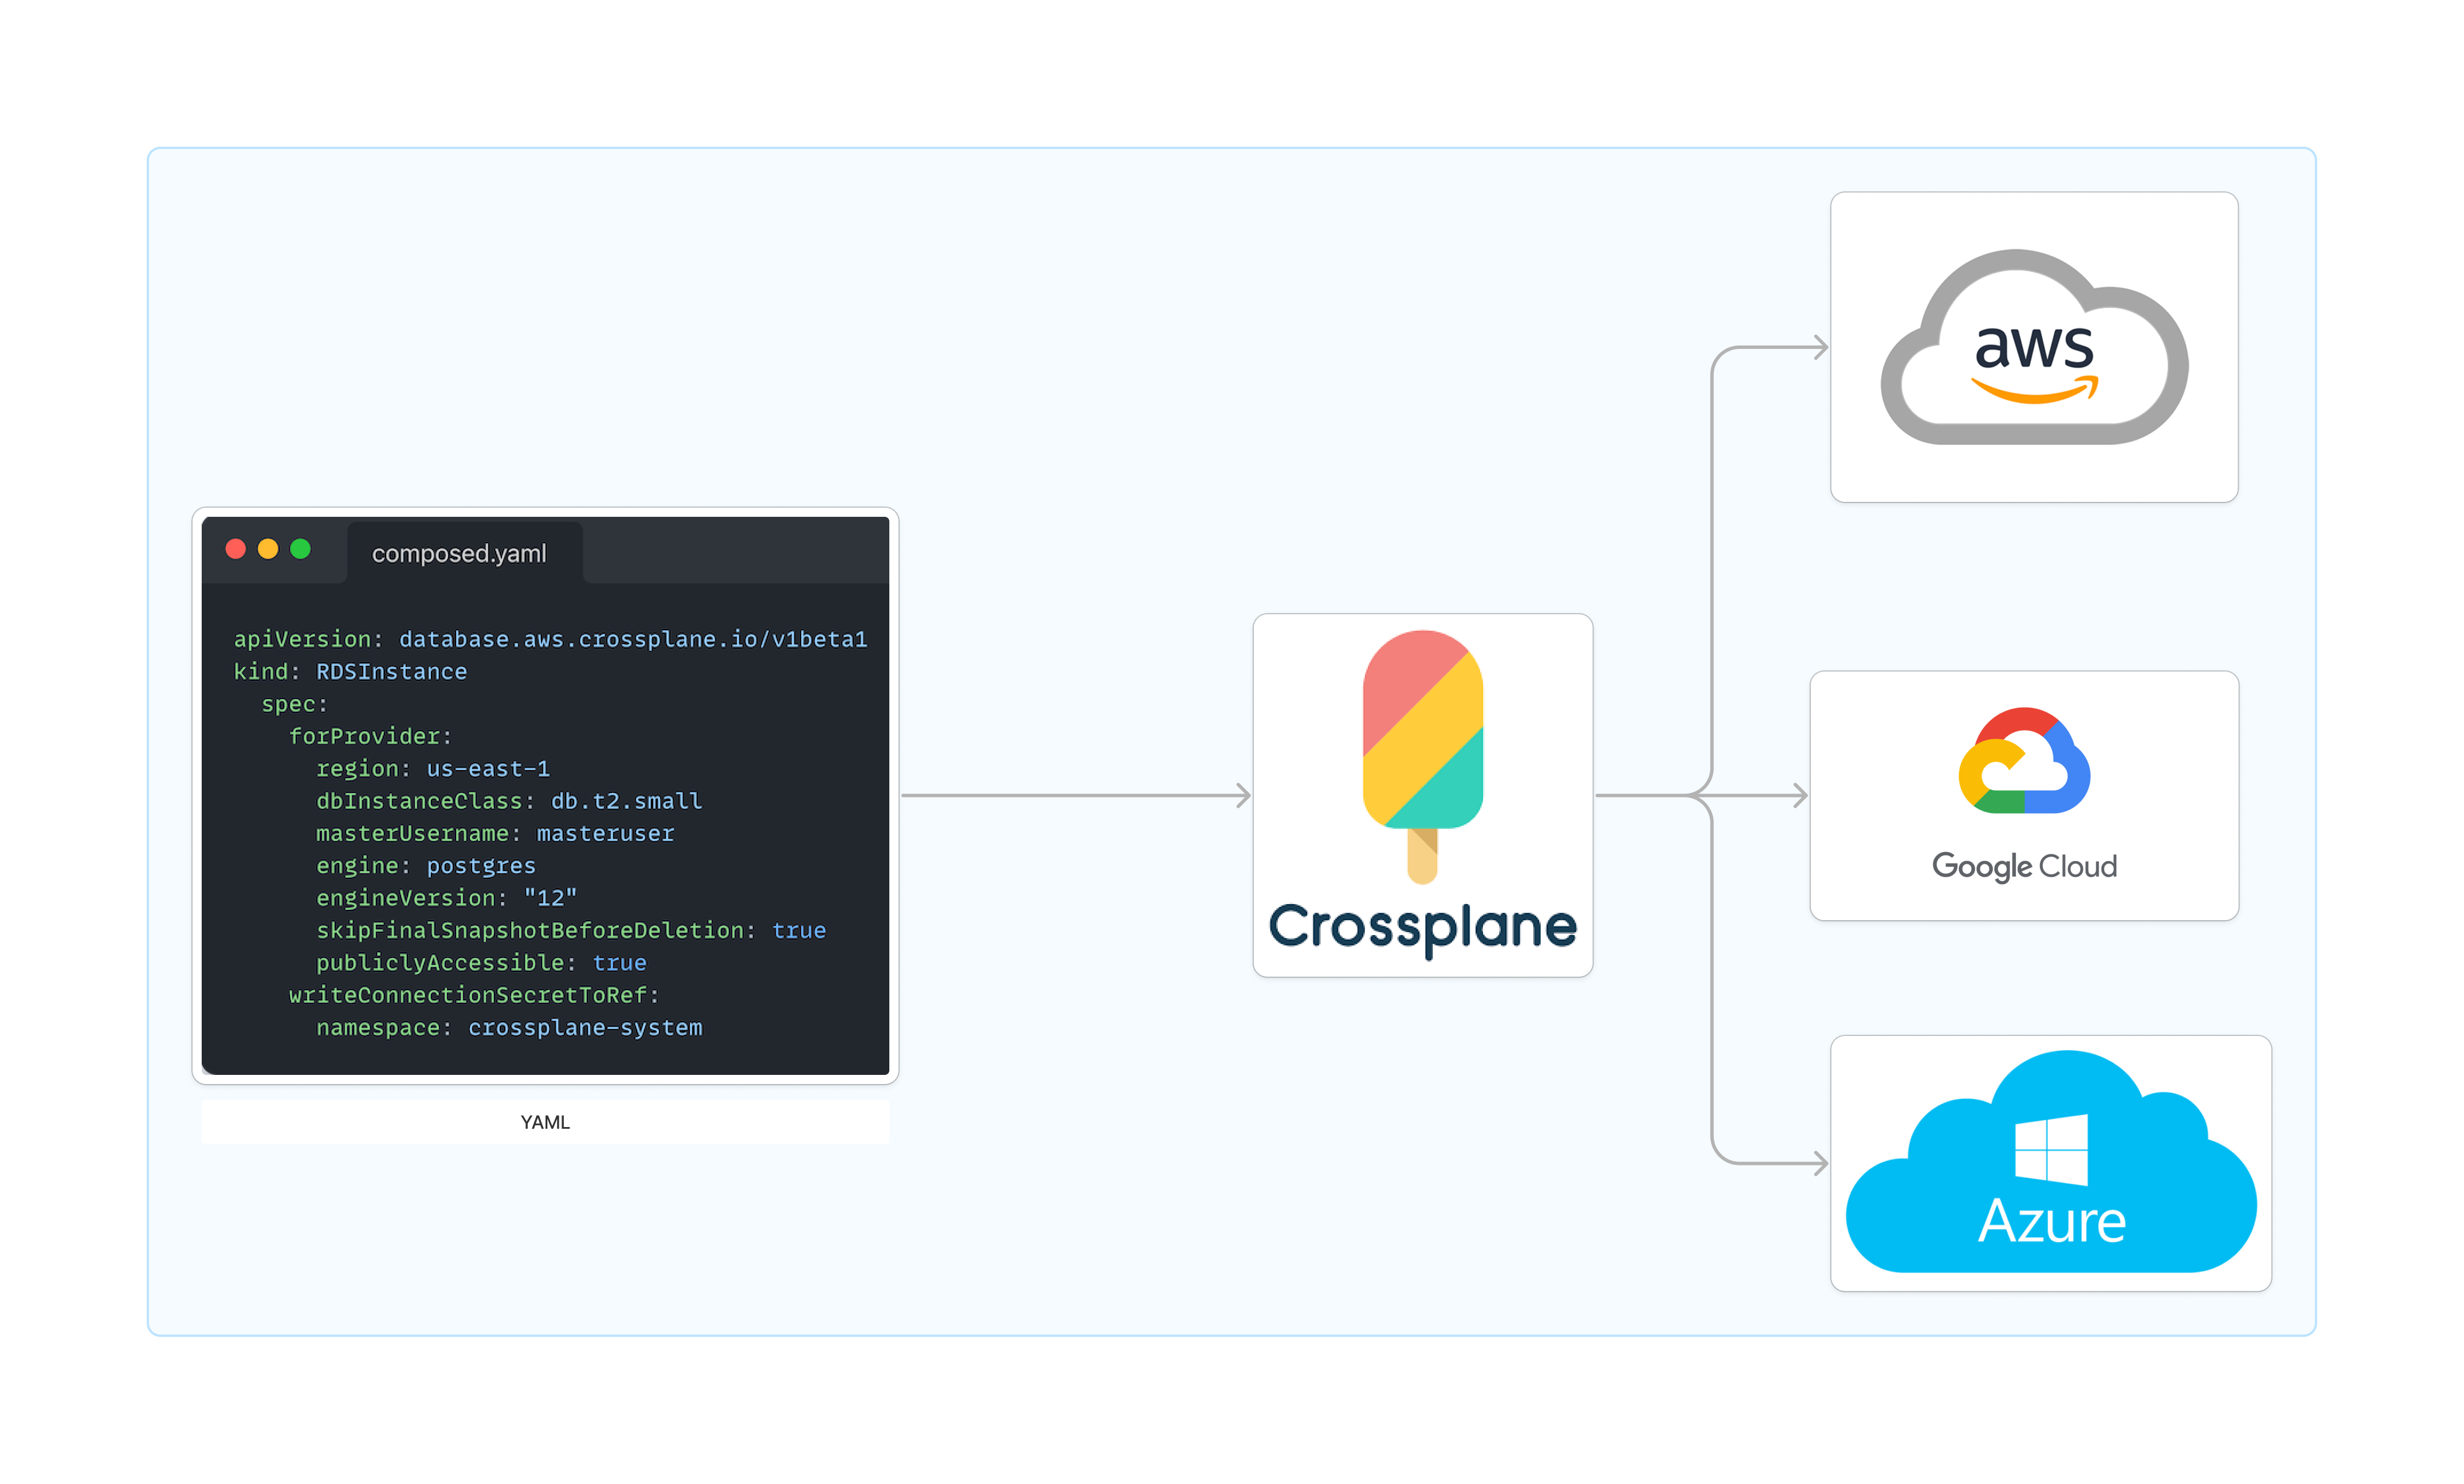 composed.yaml
apiVersion: database.aws.crossplane.io/v1beta1
kind: RDSInstance
  spec:
    forProvider:
      region: us-east-1
      dbInstanceClass: db.t2.small
      masterUsername: masteruser
      engine: postgres
      engineVersion: "12"
      skipFinalSnapshotBeforeDeletion: true
      publiclyAccessible: true
    writeConnectionSecretToRef:
      namespace: crossplane-system
YAML
Crossplane
aws
Google Cloud
Azure